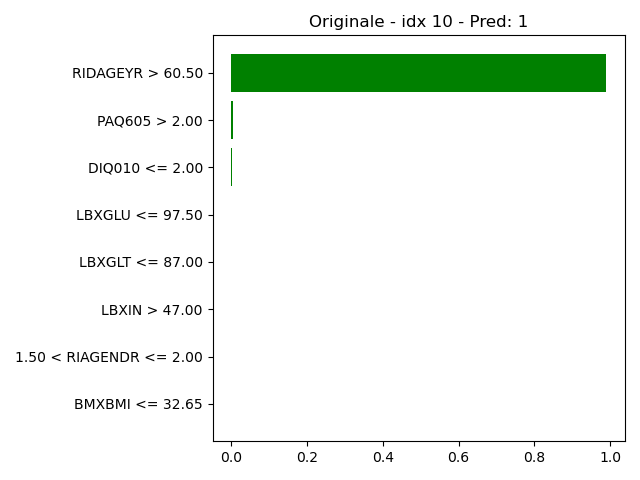 Originale - idx 10 - Pred: 1
RIDAGEYR > 60.50
PAQ605 > 2.00
DIQ010 <= 2.00
LBXGLU <= 97.50
LBXGLT <= 87.00
LBXIN > 47.00
1.50 < RIAGENDR <= 2.00
BMXBMI <= 32.65
0.0 0.2 0.4 0.6 0.8 1.0